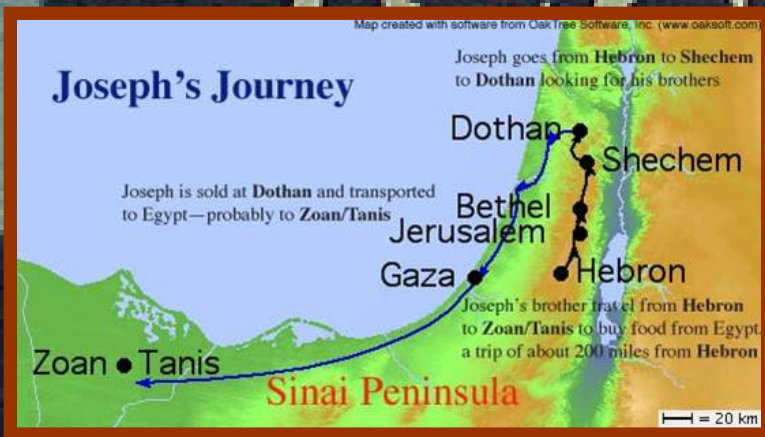 Map created with software from OakTree Software, Inc. (www.oaksoft.com)
Joseph's Journey
Joseph goes from Hebron to Shechem
to Dothan looking for his brothers
Dothan
Shechem
Joseph is sold at Dothan and transported
to Egypt—probably to Zoan/Tanis
Bethel
Jerusalem
Gaza
Hebron
Joseph's brother travel from Hebron
to Zoan/Tanis to buy food from Egypt,
a trip of about 200 miles from Hebron
Zoan Tanis
Sinai Peninsula
= 20 km